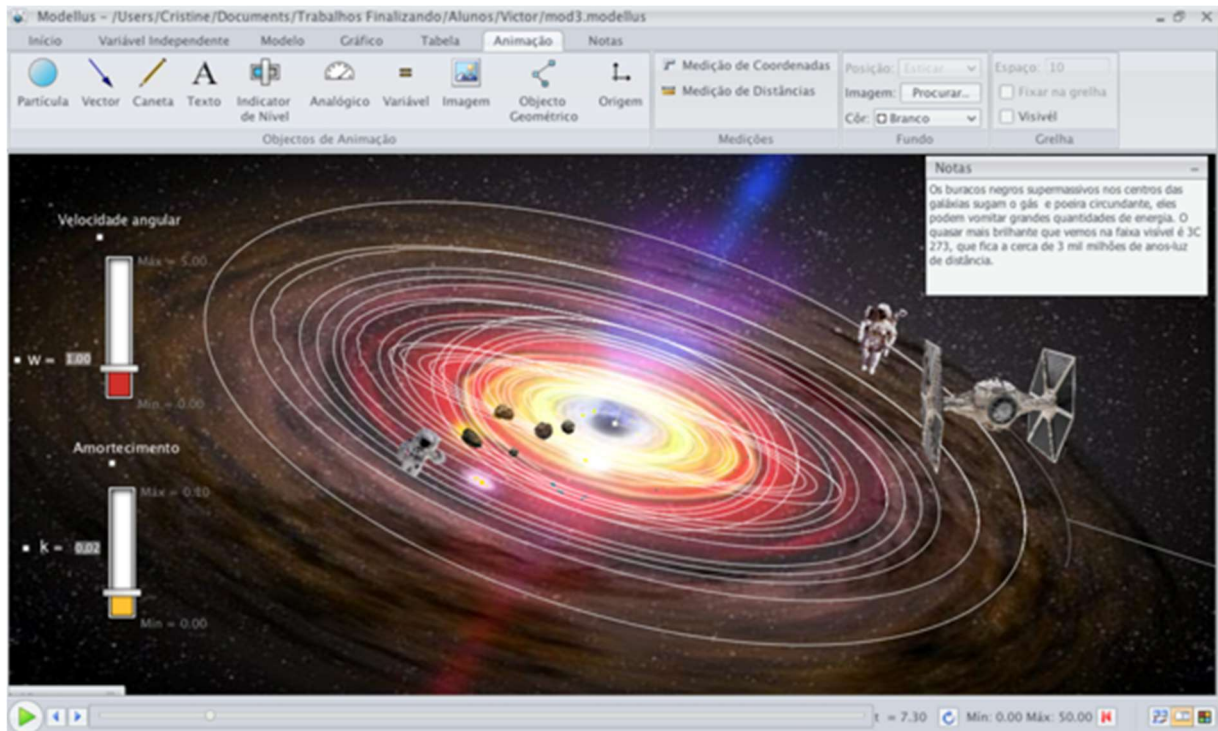 Modellus - /Users/Cristine/Documents/Trabalhos Finalizando/Alunos/Victor/mod3.modellus
Início Variável Independente Modelo Gráfico Tabela Animação Notas
Partícula Vector Caneta Texto Indicator de Nível Analógico Variável Imagem Objecto Geométrico Origem
Objectos de Animação
Medição de Coordenadas
Medição de Distâncias
Medições
Posição: Esticar
Imagem: Procurar...
Côr: Branco
Fundo
Espaço: 10
Fixar na grelha
Visivél
Grelha
Notas
Os buracos negros supermassivos nos centros das
galáxias sugam o gás e poeira circundante, eles
podem vomitar grandes quantidades de energia. O
quasar mais brilhante que vemos na faixa visível é 3C
273, que fica a cerca de 3 mil milhões de anos-luz
de distância.
Velocidade angular
Máx = 5.00
w = 1.00
Min = 0.00
Amortecimento
Máx = 0.10
k = 0.02
Min = 0.00
t = 7.30 Min: 0.00 Máx: 50.00